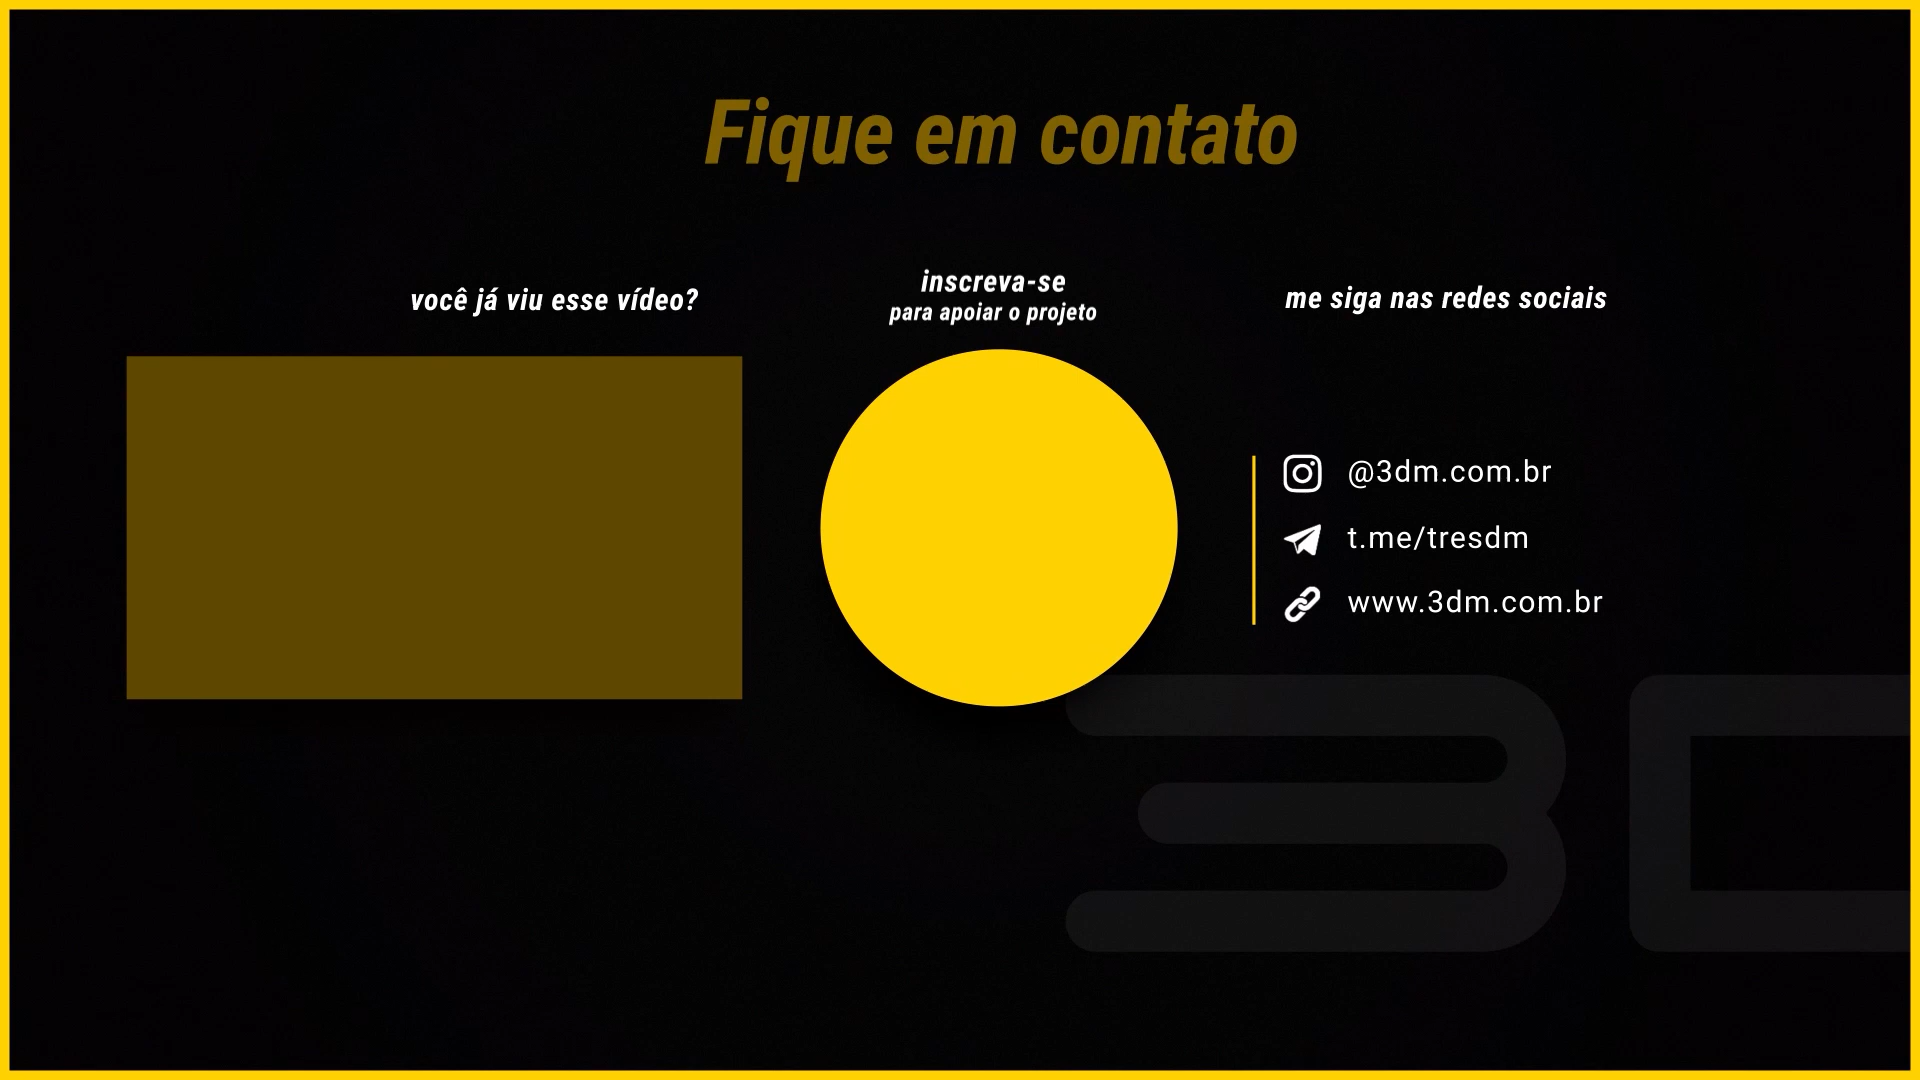 Fique em contato
você já viu esse vídeo?
inscreva-se
para apoiar o projeto
me siga nas redes sociais
@3dm.com.br
t.me/tresdm
www.3dm.com.br
3D